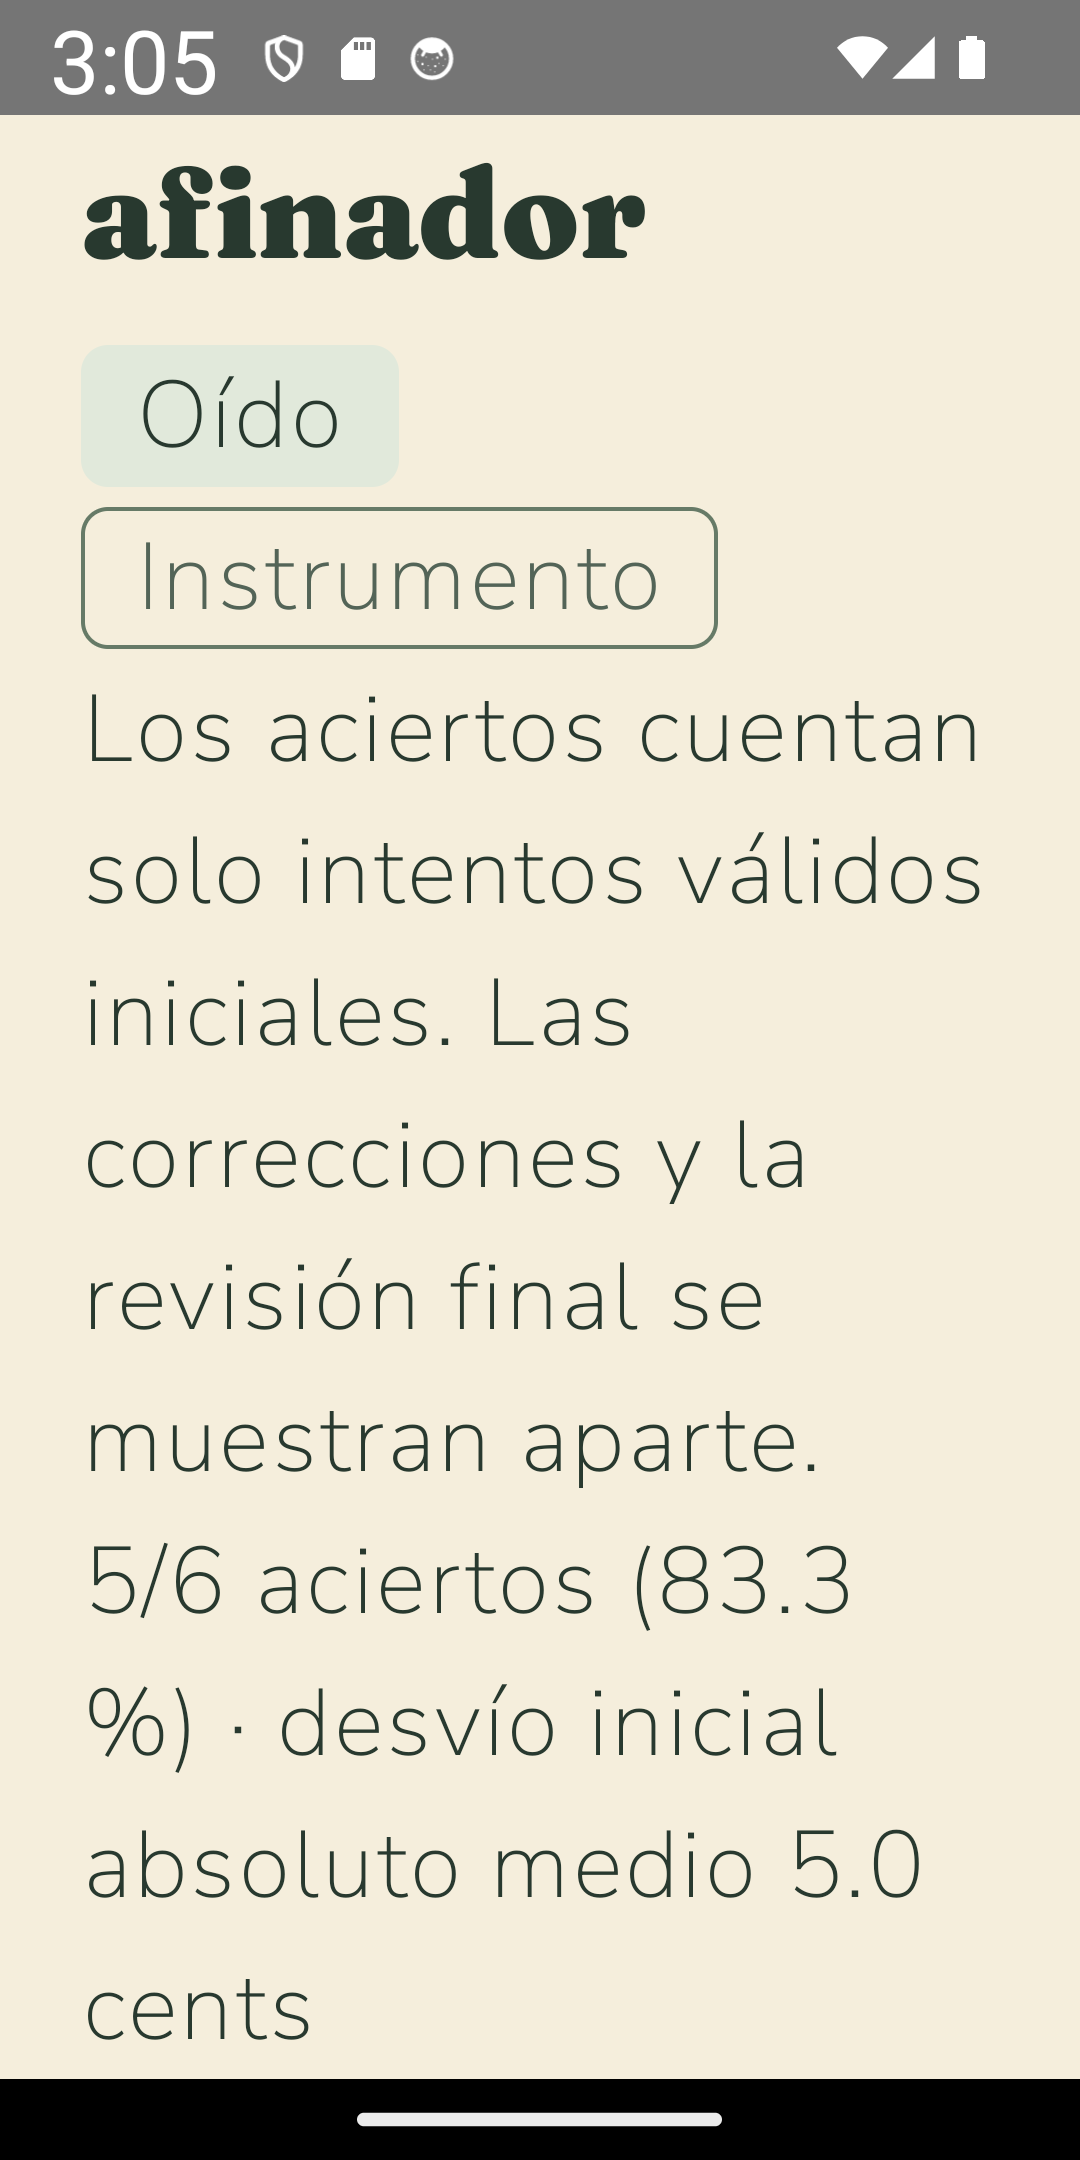 3:05
afinador
Oído
Instrumento
Los aciertos cuentan
solo intentos válidos
iniciales. Las
correcciones y la
revisión final se
muestran aparte.
5/6 aciertos (83.3
%) · desvío inicial
absoluto medio 5.0
cents